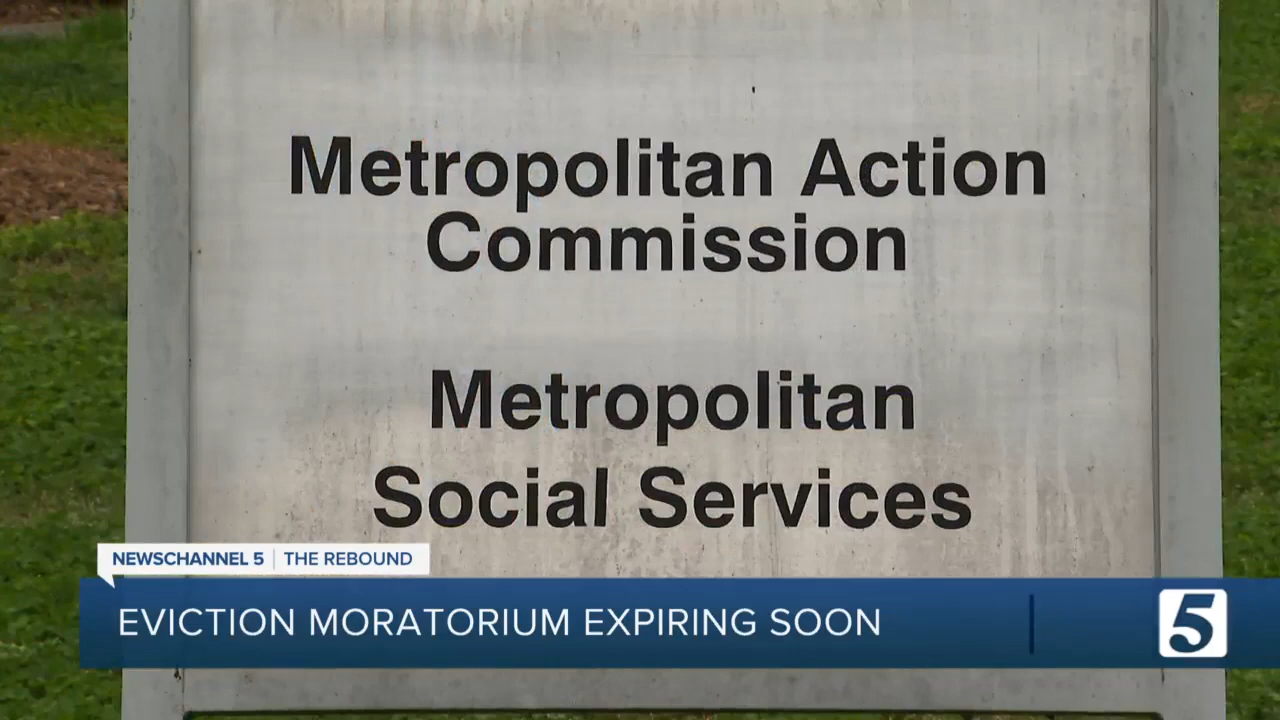 Metropolitan Action
Commission
Metropolitan
Social Services
NEWSCHANNEL 5 | THE REBOUND
EVICTION MORATORIUM EXPIRING SOON
5